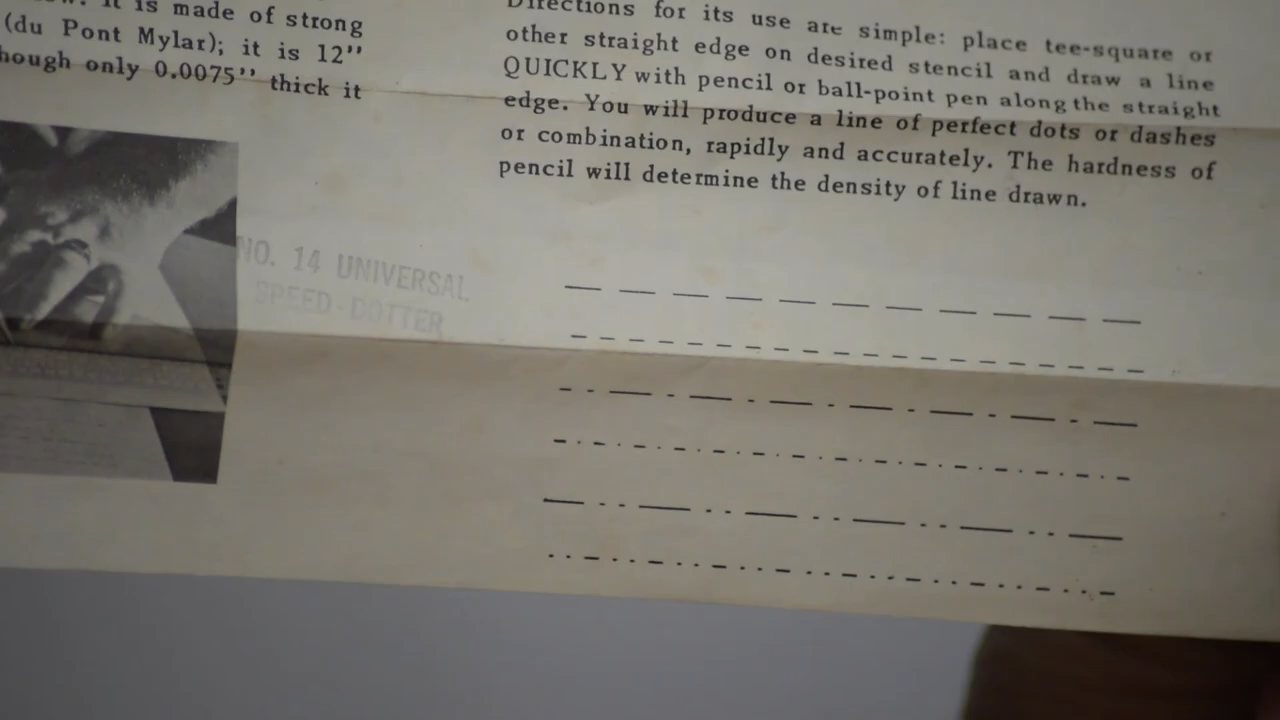 It is made of strong
(du Pont Mylar); it is 12"
though only 0.0075" thick it
Directions for its use are simple: place tee-square or
other straight edge on desired stencil and draw a line
QUICKLY with pencil or ball-point pen along the straight
edge. You will produce a line of perfect dots or dashes
or combination, rapidly and accurately. The hardness of
pencil will determine the density of line drawn.
NO. 14 UNIVERSAL
SPEED-DOTTER